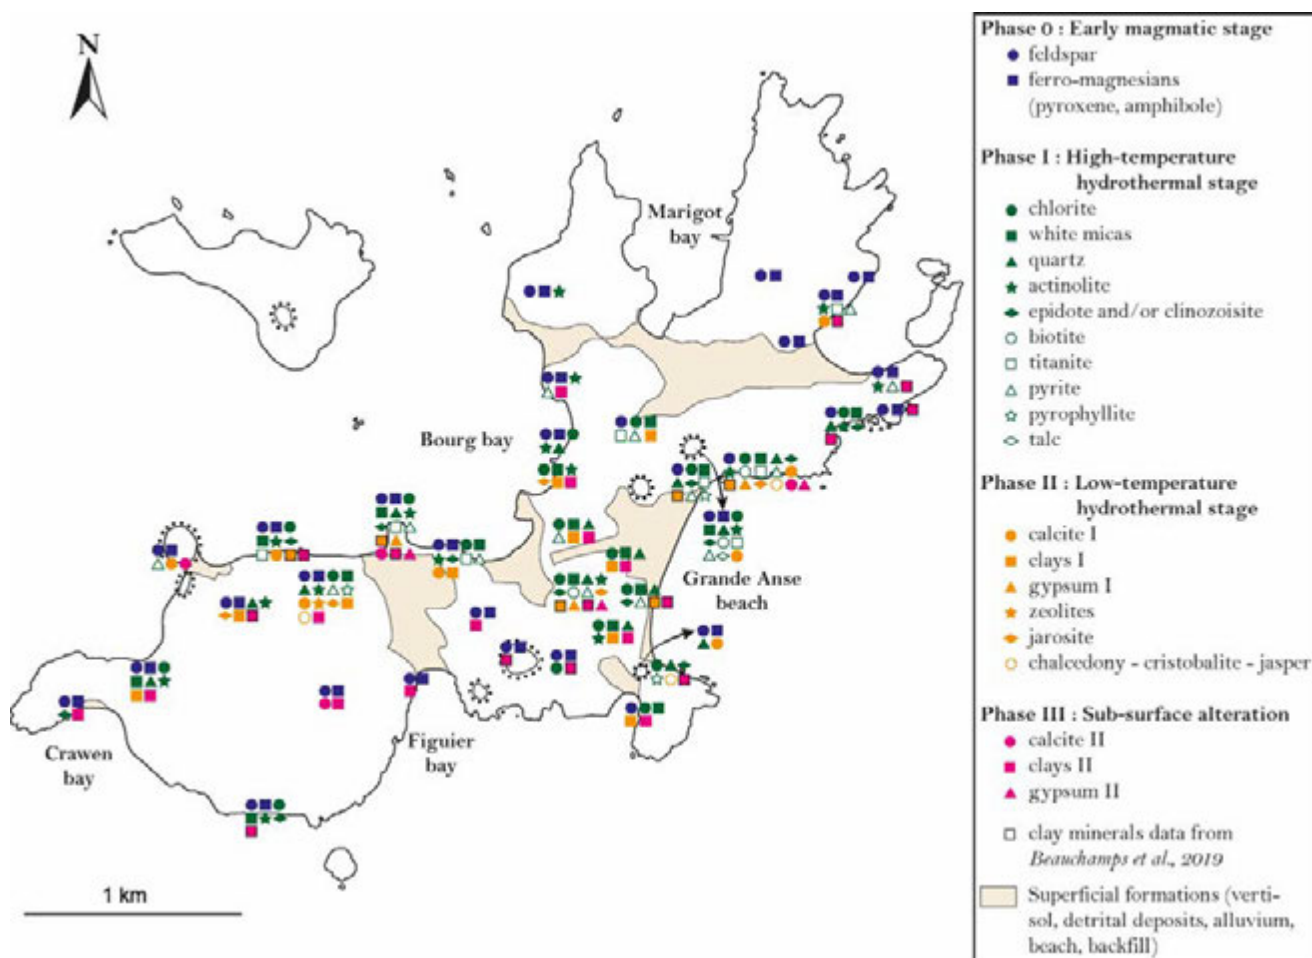 N
Marigot
bay
Bourg bay
Grande Anse
beach
Crawen
bay
Figuier
bay
1 km
Phase 0 : Early magmatic stage
feldspar
ferro-magnesians
(pyroxene, amphibole)
Phase I : High-temperature
hydrothermal stage
chlorite
white micas
quartz
actinolite
epidote and/or clinozoisite
biotite
titanite
pyrite
pyrophyllite
talc
Phase II : Low-temperature
hydrothermal stage
calcite I
clays I
gypsum I
zeolites
jarosite
chalcedony - cristobalite - jasper
Phase III : Sub-surface alteration
calcite II
clays II
gypsum II
clay minerals data from
Beauchamps et al., 2019
Superficial formations (verti-
sol, detrital deposits, alluvium,
beach, backfill)